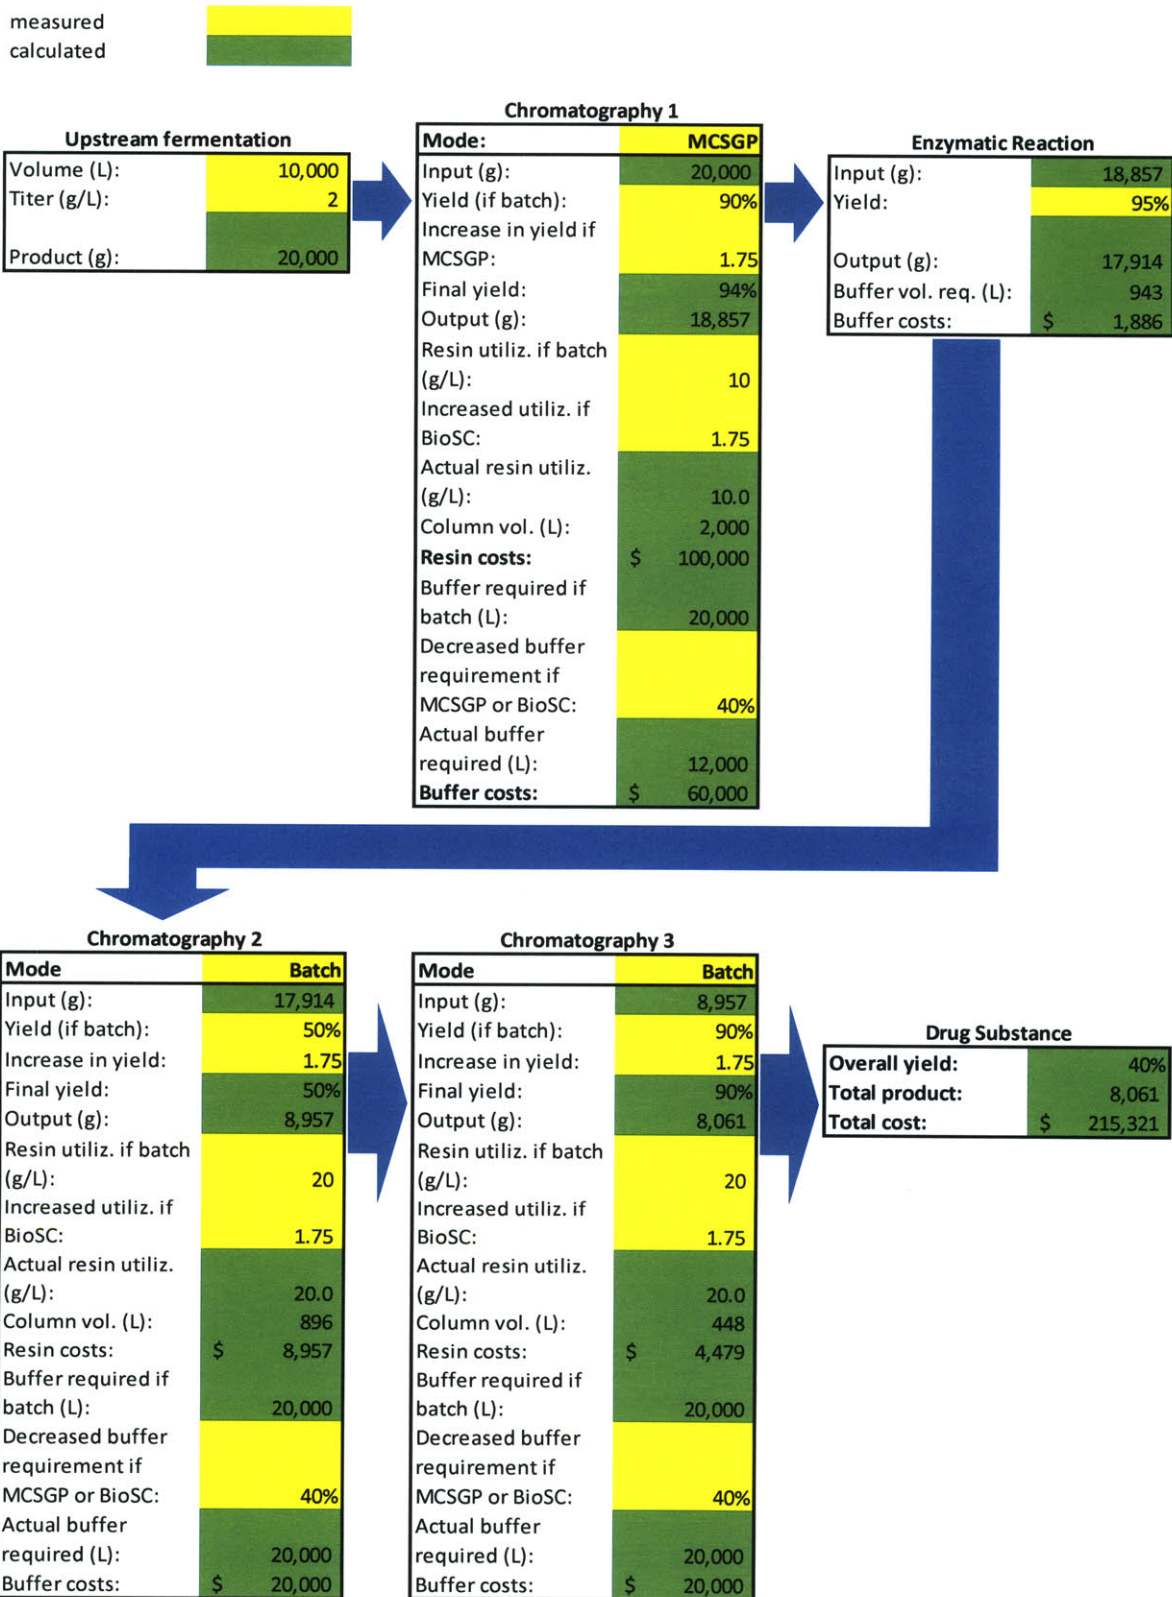 measured
calculated
Upstream fermentation
Volume (L): 10,000
Titer (g/L): 2
Product (g): 20,000
Chromatography 1
Mode: MCSGP
Input (g): 20,000
Yield (if batch): 90%
Increase in yield if
MCSGP: 1.75
Final yield: 94%
Output (g): 18,857
Resin utiliz. if batch
(g/L): 10
Increased utiliz. if
BioSC: 1.75
Actual resin utiliz.
(g/L): 10.0
Column vol. (L): 2,000
Resin costs: $ 100,000
Buffer required if
batch (L): 20,000
Decreased buffer
requirement if
MCSGP or BioSC: 40%
Actual buffer
required (L): 12,000
Buffer costs: $ 60,000
Enzymatic Reaction
Input (g): 18,857
Yield: 95%
Output (g): 17,914
Buffer vol. req. (L): 943
Buffer costs: $ 1,886
Chromatography 2
Mode Batch
Input (g): 17,914
Yield (if batch): 50%
Increase in yield: 1.75
Final yield: 50%
Output (g): 8,957
Resin utiliz. if batch
(g/L): 20
Increased utiliz. if
BioSC: 1.75
Actual resin utiliz.
(g/L): 20.0
Column vol. (L): 896
Resin costs: $ 8,957
Buffer required if
batch (L): 20,000
Decreased buffer
requirement if
MCSGP or BioSC: 40%
Actual buffer
required (L): 20,000
Buffer costs: $ 20,000
Chromatography 3
Mode Batch
Input (g): 8,957
Yield (if batch): 90%
Increase in yield: 1.75
Final yield: 90%
Output (g): 8,061
Resin utiliz. if batch
(g/L): 20
Increased utiliz. if
BioSC: 1.75
Actual resin utiliz.
(g/L): 20.0
Column vol. (L): 448
Resin costs: $ 4,479
Buffer required if
batch (L): 20,000
Decreased buffer
requirement if
MCSGP or BioSC: 40%
Actual buffer
required (L): 20,000
Buffer costs: $ 20,000
Drug Substance
Overall yield: 40%
Total product: 8,061
Total cost: $ 215,321